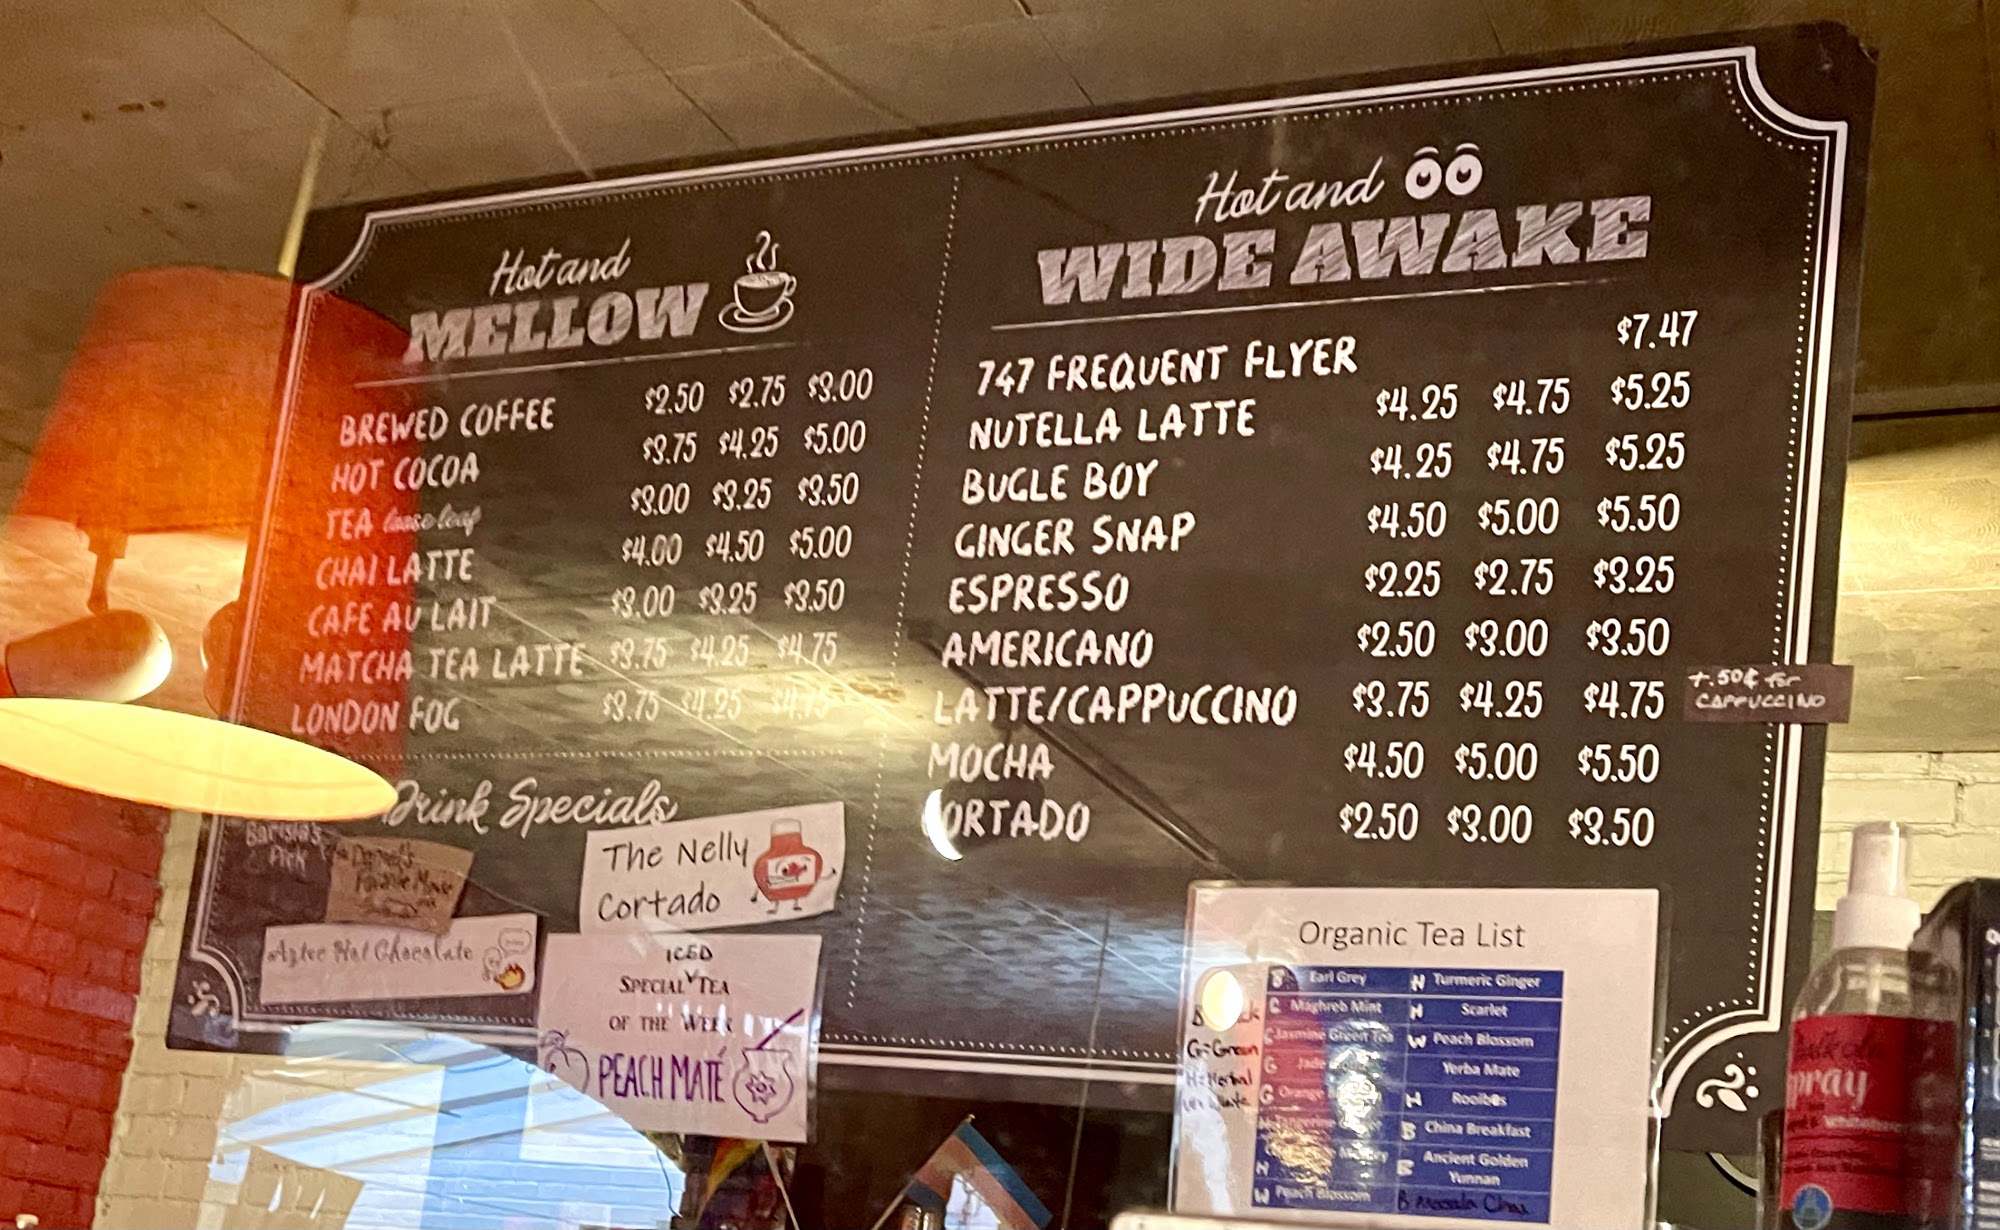 Hot and
MELLOW
BREWED COFFEE $2.50 $2.75 $3.00
HOT COCOA $3.75 $4.25 $5.00
TEA loose leaf $3.00 $3.25 $3.50
CHAI LATTE $4.00 $4.50 $5.00
CAFE AU LAIT $3.00 $3.25 $3.50
MATCHA TEA LATTE $3.75 $4.25 $4.75
LONDON FOG $3.75 $4.25 $4.75
Drink Specials
Barista's
Pick
Aztec Hot Chocolate
The Nelly
Cortado
ICED
SPECIAL TEA
OF THE WEEK
PEACH MATÉ
Hot and
WIDE AWAKE
747 FREQUENT FLYER $7.47
NUTELLA LATTE $4.25 $4.75 $5.25
BUGLE BOY $4.25 $4.75 $5.25
GINGER SNAP $4.50 $5.00 $5.50
ESPRESSO $2.25 $2.75 $3.25
AMERICANO $2.50 $3.00 $3.50
LATTE/CAPPUCCINO $3.75 $4.25 $4.75
+.50¢ for
CAPPUCCINO
MOCHA $4.50 $5.00 $5.50
ORTADO $2.50 $3.00 $3.50
Organic Tea List
G=Green
H=Herbal
B Earl Grey H Turmeric Ginger
C Maghreb Mint H Scarlet
Jasmine Green Tea W Peach Blossom
G Jade Yerba Mate
G Orange H Rooibos
B China Breakfast
H B Ancient Golden
Yunnan
W Peach Blossom B Masala Chai
pray